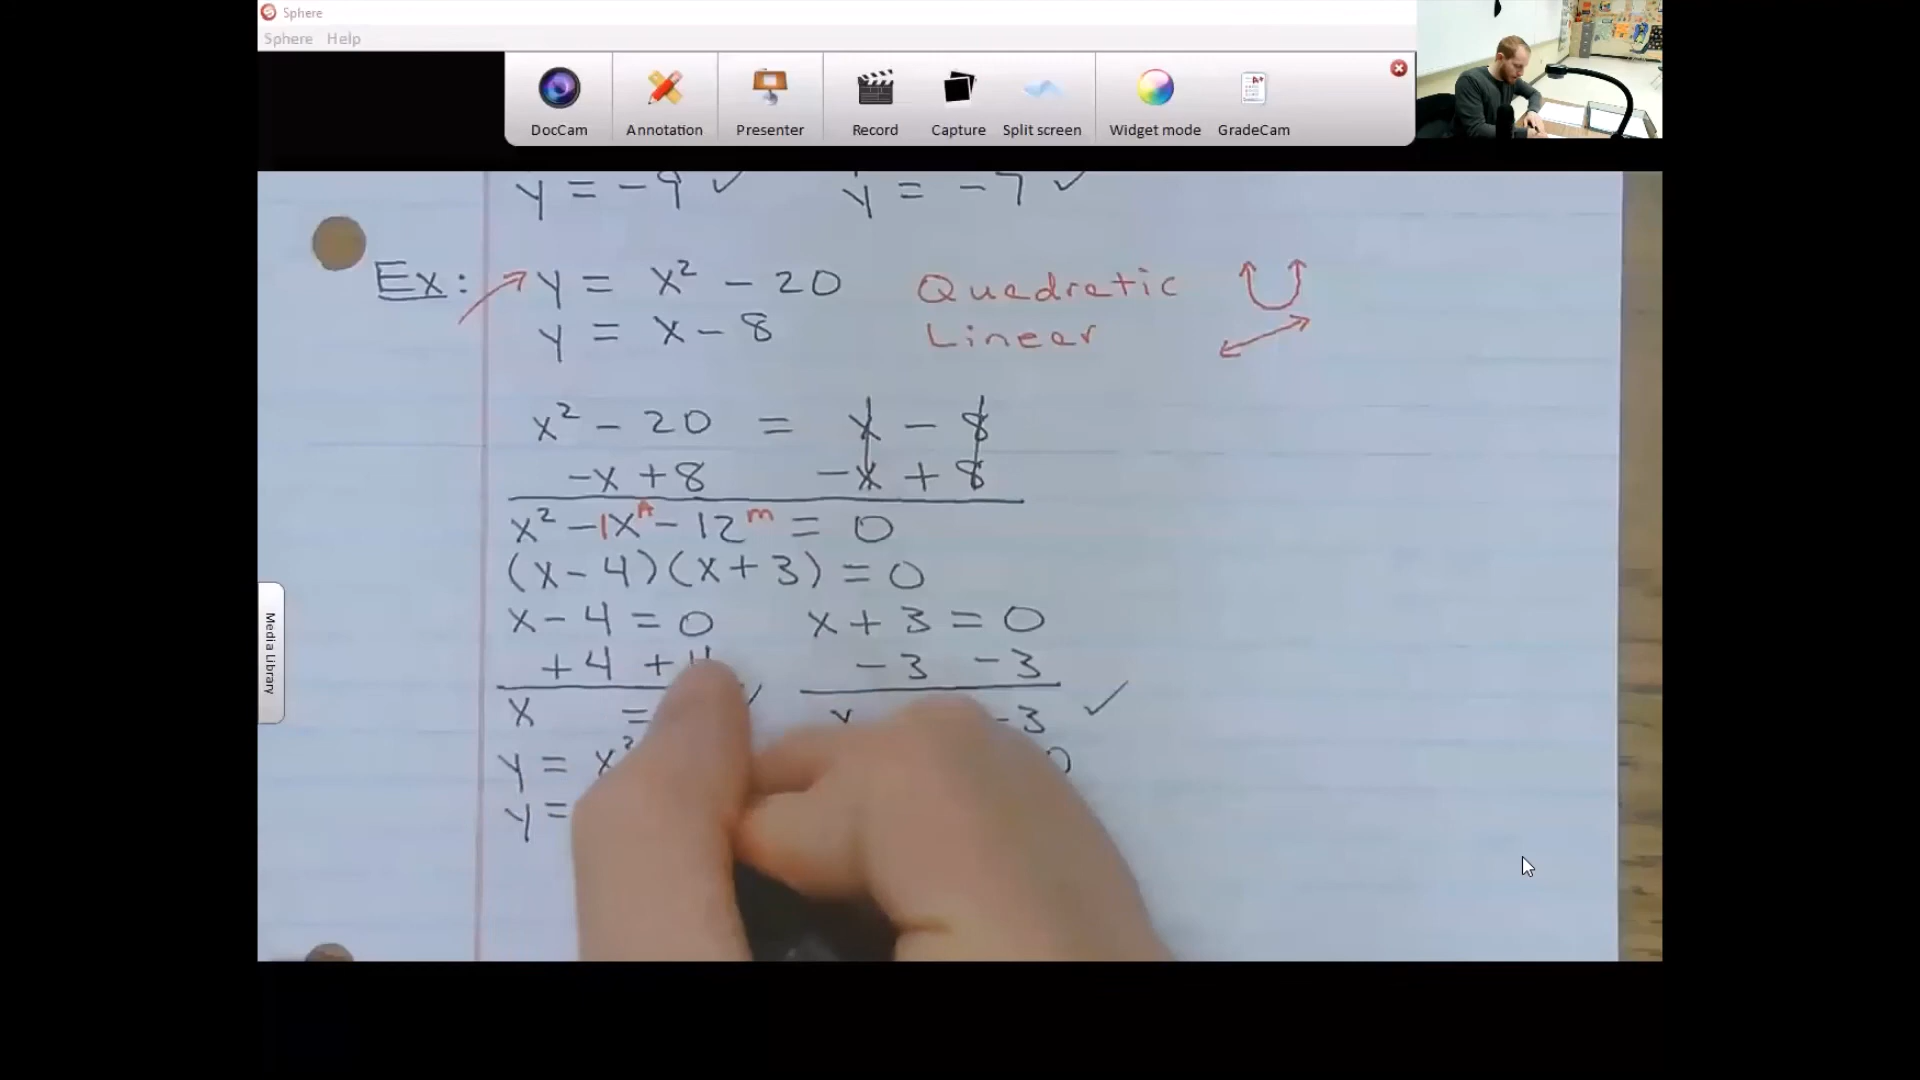 Sphere
Sphere Help
DocCam Annotation Presenter Record Capture Split screen Widget mode GradeCam
Media Library
y = -9 ✓ y = -7 ✓
Ex: y = x² - 20 Quadratic
y = x - 8 Linear
x² - 20 = x - 8
-x + 8 -x + 8
x² - 1x ᴬ - 12 ᵐ = 0
(x - 4)(x + 3) = 0
x - 4 = 0 x + 3 = 0
+ 4 + 4 - 3 - 3
x = ✓ x -3 ✓
y = x² 0
y =